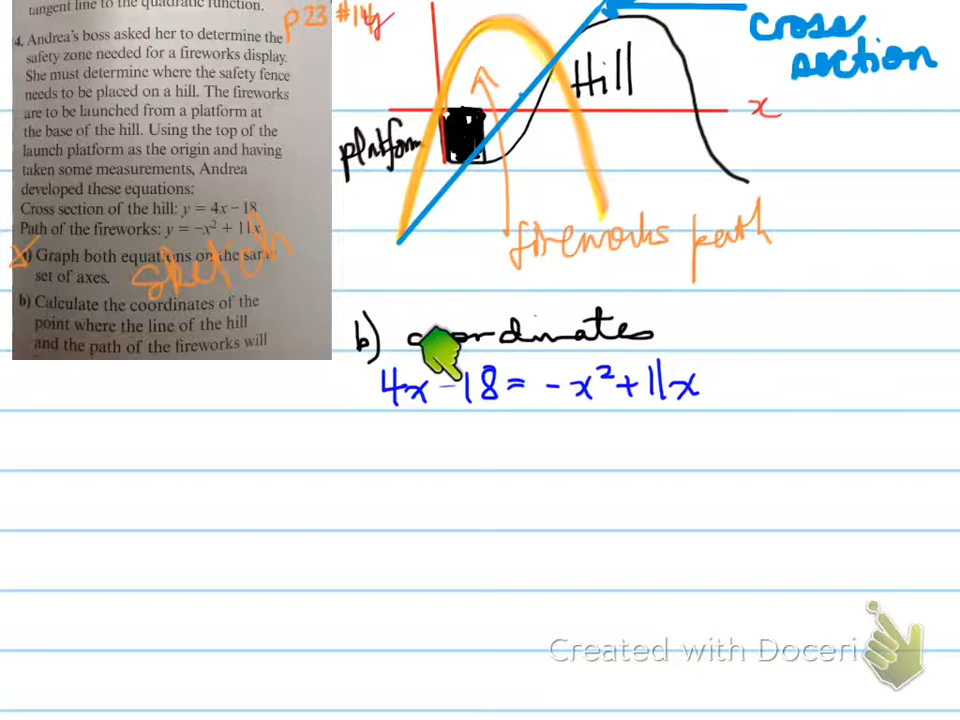 tangent line to the quadratic function.
p 23 #14
4. Andrea's boss asked her to determine the
safety zone needed for a fireworks display.
She must determine where the safety fence
needs to be placed on a hill. The fireworks
are to be launched from a platform at
the base of the hill. Using the top of the
launch platform as the origin and having
taken some measurements, Andrea
developed these equations:
Cross section of the hill: y = 4x – 18
Path of the fireworks: y = –x² + 11x
a) Graph both equations on the same
set of axes.
sketch
b) Calculate the coordinates of the
point where the line of the hill
and the path of the fireworks will
y
cross
section
Hill
x
platform
fireworks path
b) coordinates
4x - 18 = - x² + 11x
Created with Doceri